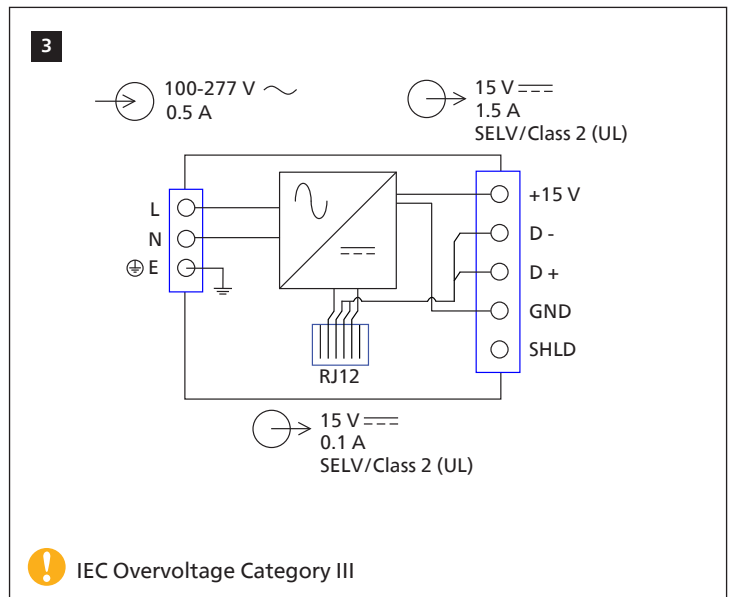 3
100-277 V
0.5 A
15 V
1.5 A
SELV/Class 2 (UL)
L
N
E
+15 V
D -
D +
GND
SHLD
RJ12
15 V
0.1 A
SELV/Class 2 (UL)
! IEC Overvoltage Category III